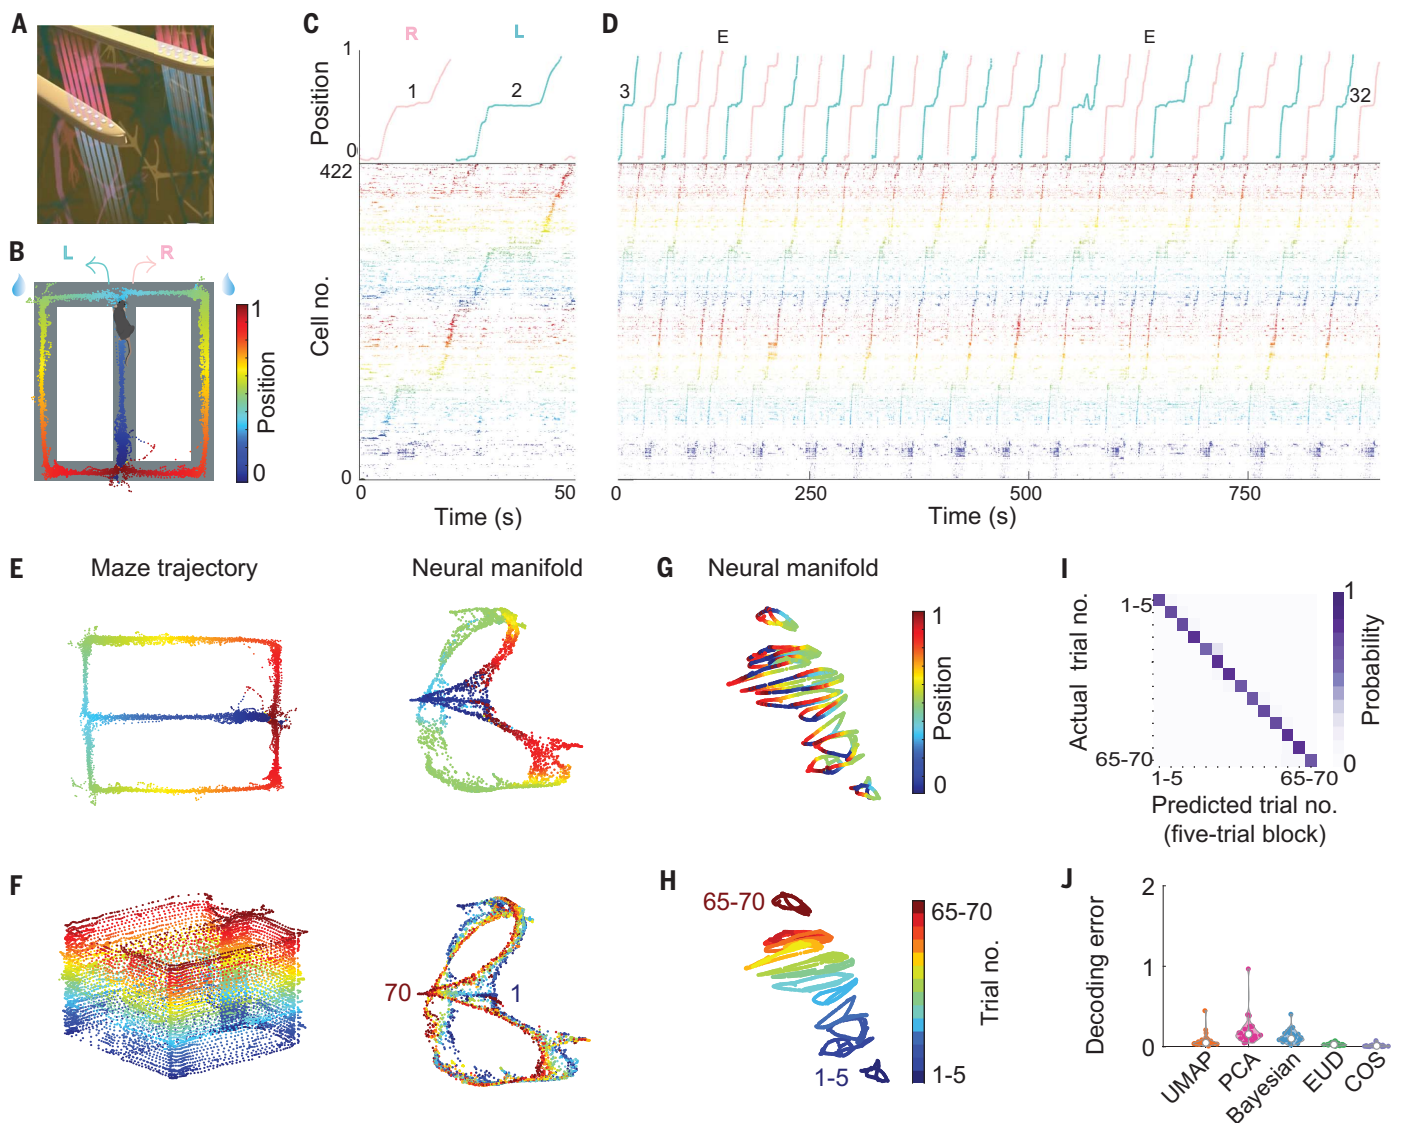 A
B
L
R
1
Position
0
C
R
L
1
Position
0
1
2
422
Cell no.
0
0
50
Time (s)
D
E
E
3
32
0
250
500
750
Time (s)
E
Maze trajectory
Neural manifold
F
70
1
G
Neural manifold
1
Position
0
H
65-70
1-5
65-70
Trial no.
1-5
I
Actual trial no.
1-5
65-70
1-5
65-70
Predicted trial no.
(five-trial block)
1
Probability
0
J
Decoding error
2
1
0
UMAP
PCA
Bayesian
EUD
COS